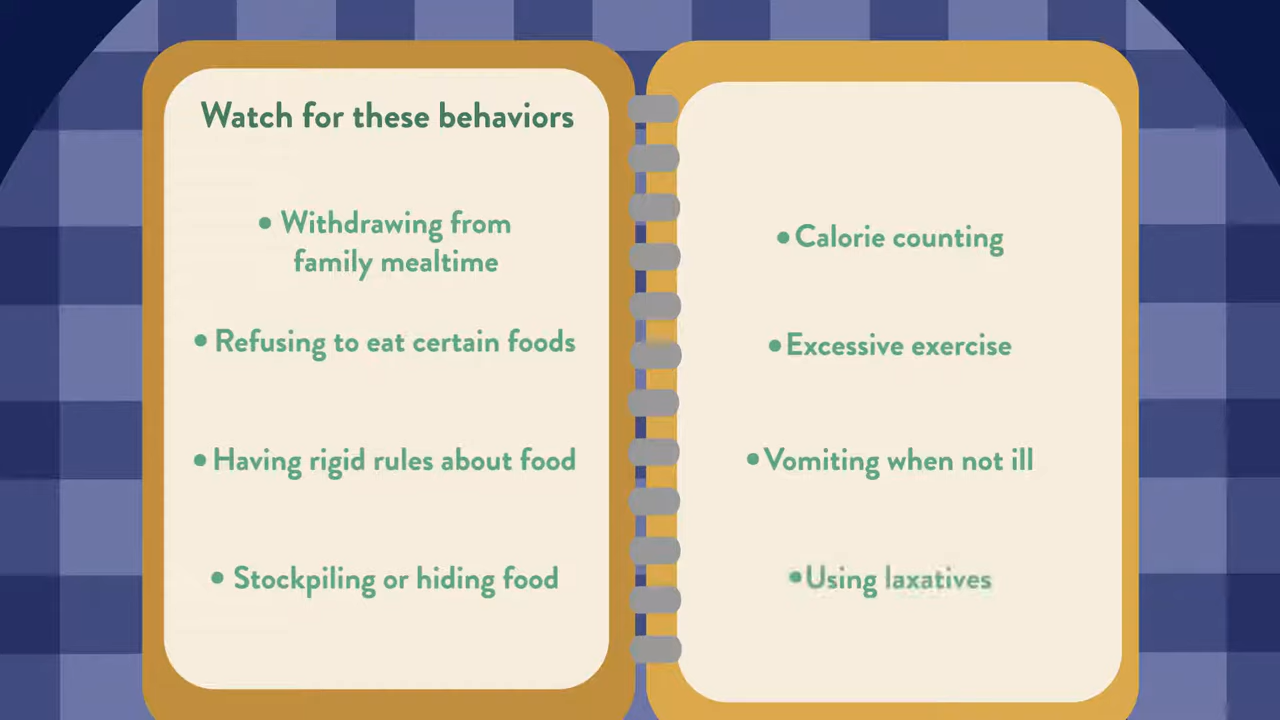 Watch for these behaviors
• Withdrawing from
family mealtime
• Refusing to eat certain foods
• Having rigid rules about food
• Stockpiling or hiding food
• Calorie counting
• Excessive exercise
• Vomiting when not ill
• Using laxatives